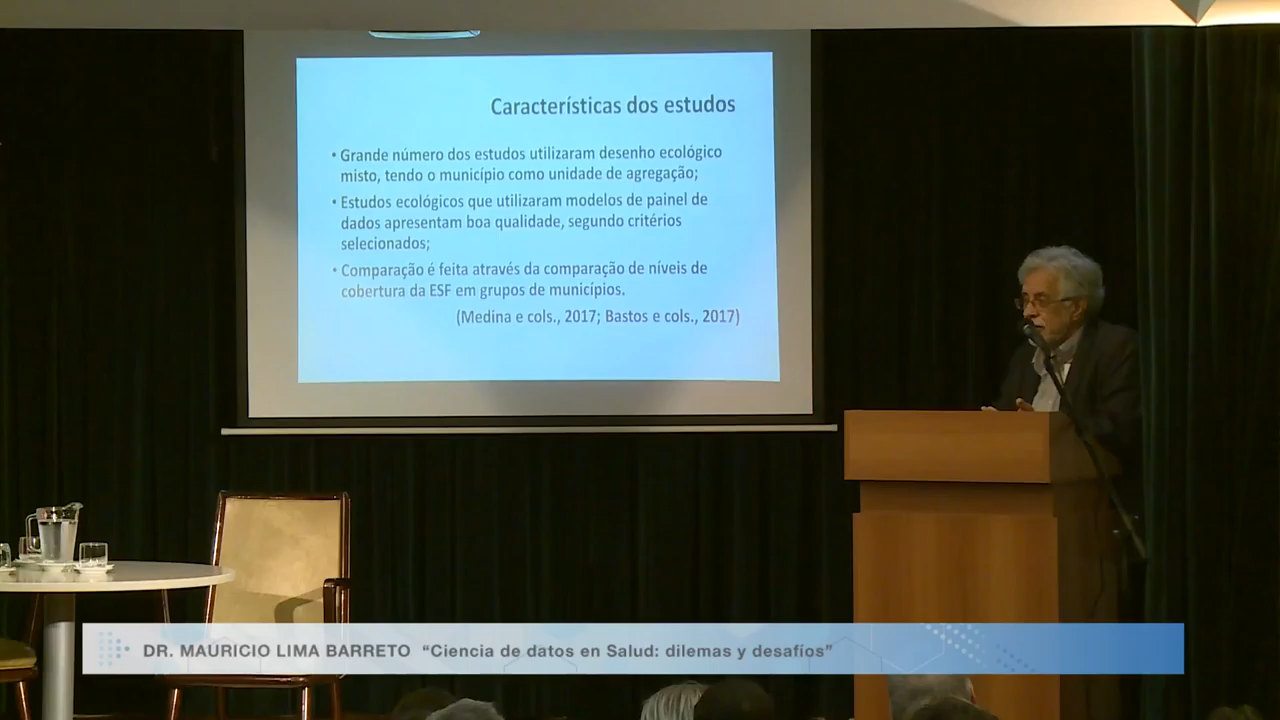 Características dos estudos
• Grande número dos estudos utilizaram desenho ecológico
misto, tendo o município como unidade de agregação;
• Estudos ecológicos que utilizaram modelos de painel de
dados apresentam boa qualidade, segundo critérios
selecionados;
• Comparação é feita através da comparação de níveis de
cobertura da ESF em grupos de municípios.
(Medina e cols., 2017; Bastos e cols., 2017)
DR. MAURICIO LIMA BARRETO “Ciencia de datos en Salud: dilemas y desafíos”